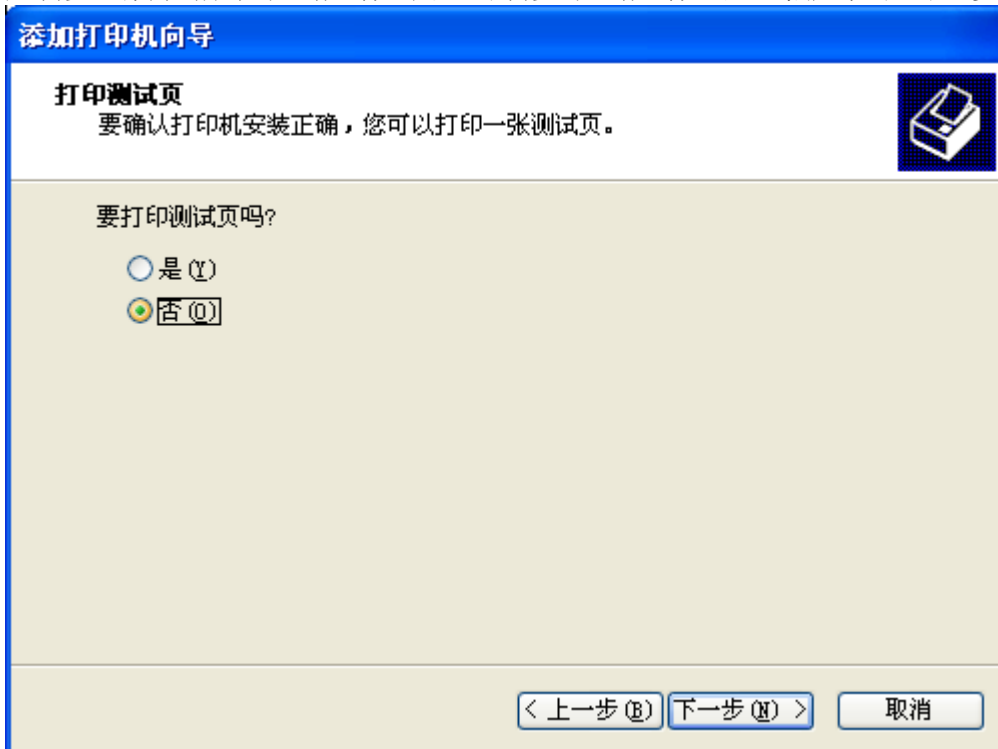 添加打印机向导
打印测试页
要确认打印机安装正确，您可以打印一张测试页。
要打印测试页吗?
是(Y)
否(O)
< 上一步(B) 下一步(N) > 取消